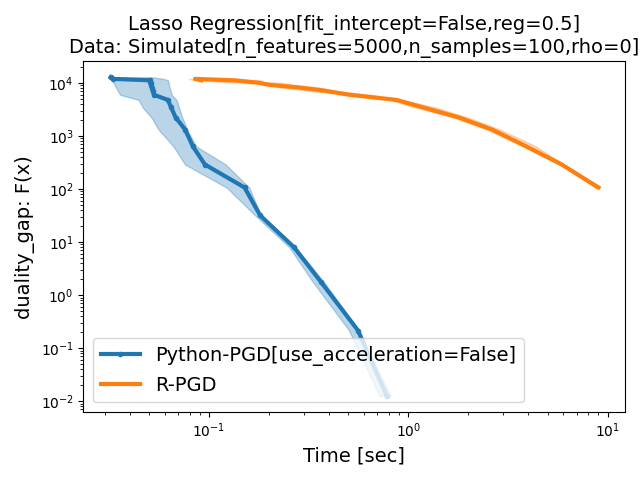 Lasso Regression[fit_intercept=False,reg=0.5]
Data: Simulated[n_features=5000,n_samples=100,rho=0]
duality_gap: F(x)
10^4
10^3
10^2
10^1
10^0
10^-1
10^-2
Python-PGD[use_acceleration=False]
R-PGD
10^-1
10^0
10^1
Time [sec]